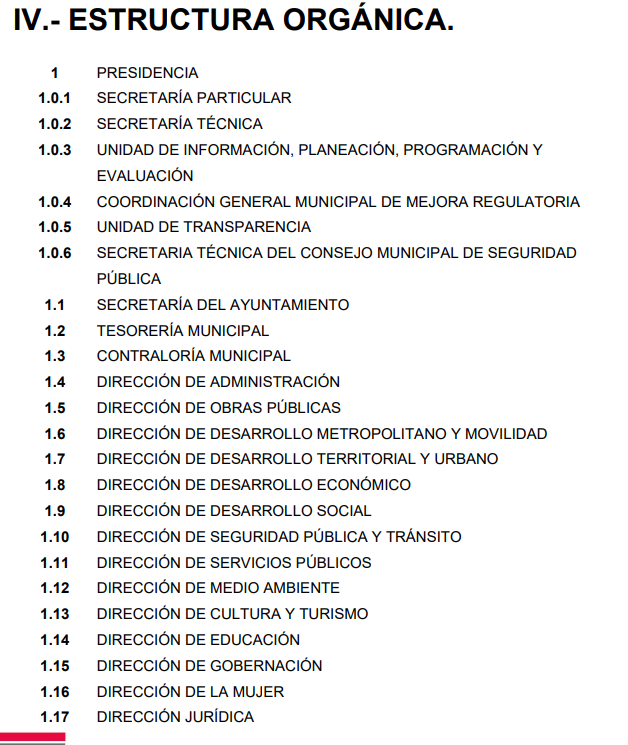 IV.- ESTRUCTURA ORGÁNICA.
1 PRESIDENCIA
1.0.1 SECRETARÍA PARTICULAR
1.0.2 SECRETARÍA TÉCNICA
1.0.3 UNIDAD DE INFORMACIÓN, PLANEACIÓN, PROGRAMACIÓN Y
EVALUACIÓN
1.0.4 COORDINACIÓN GENERAL MUNICIPAL DE MEJORA REGULATORIA
1.0.5 UNIDAD DE TRANSPARENCIA
1.0.6 SECRETARIA TÉCNICA DEL CONSEJO MUNICIPAL DE SEGURIDAD
PÚBLICA
1.1 SECRETARÍA DEL AYUNTAMIENTO
1.2 TESORERÍA MUNICIPAL
1.3 CONTRALORÍA MUNICIPAL
1.4 DIRECCIÓN DE ADMINISTRACIÓN
1.5 DIRECCIÓN DE OBRAS PÚBLICAS
1.6 DIRECCIÓN DE DESARROLLO METROPOLITANO Y MOVILIDAD
1.7 DIRECCIÓN DE DESARROLLO TERRITORIAL Y URBANO
1.8 DIRECCIÓN DE DESARROLLO ECONÓMICO
1.9 DIRECCIÓN DE DESARROLLO SOCIAL
1.10 DIRECCIÓN DE SEGURIDAD PÚBLICA Y TRÁNSITO
1.11 DIRECCIÓN DE SERVICIOS PÚBLICOS
1.12 DIRECCIÓN DE MEDIO AMBIENTE
1.13 DIRECCIÓN DE CULTURA Y TURISMO
1.14 DIRECCIÓN DE EDUCACIÓN
1.15 DIRECCIÓN DE GOBERNACIÓN
1.16 DIRECCIÓN DE LA MUJER
1.17 DIRECCIÓN JURÍDICA